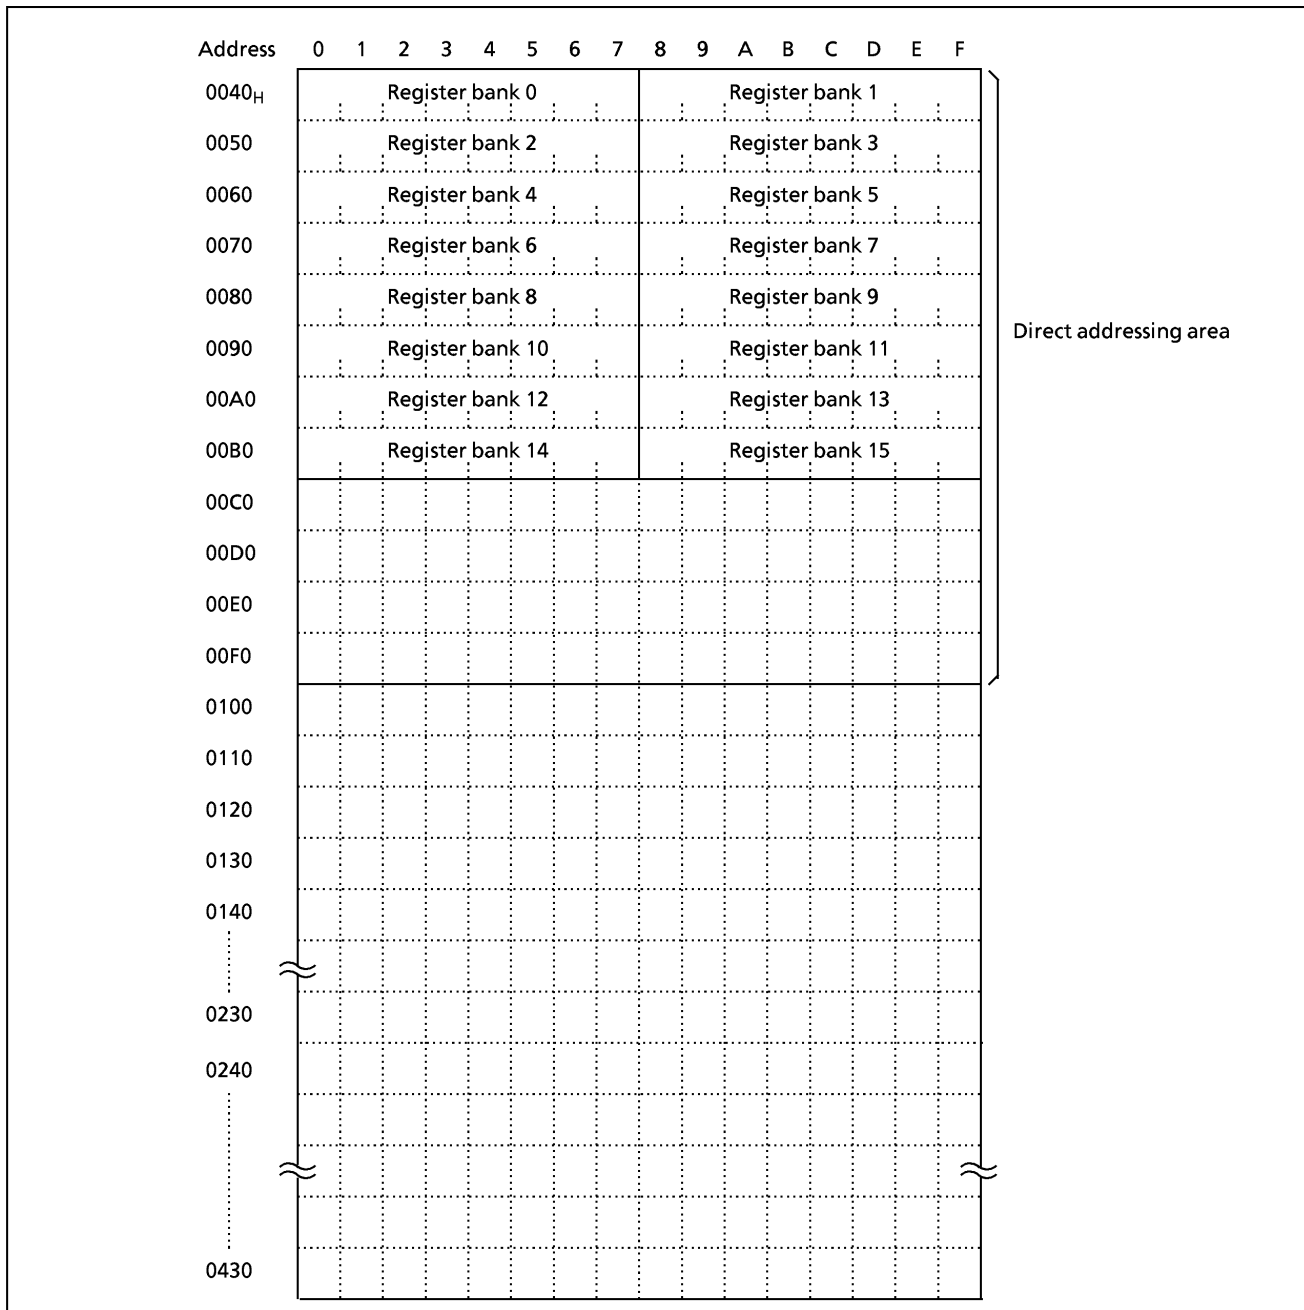 Address 0 1 2 3 4 5 6 7 8 9 A B C D E F
0040H Register bank 0 Register bank 1
0050 Register bank 2 Register bank 3
0060 Register bank 4 Register bank 5
0070 Register bank 6 Register bank 7
0080 Register bank 8 Register bank 9
Direct addressing area
0090 Register bank 10 Register bank 11
00A0 Register bank 12 Register bank 13
00B0 Register bank 14 Register bank 15
00C0
00D0
00E0
00F0
0100
0110
0120
0130
0140
0230
0240
0430